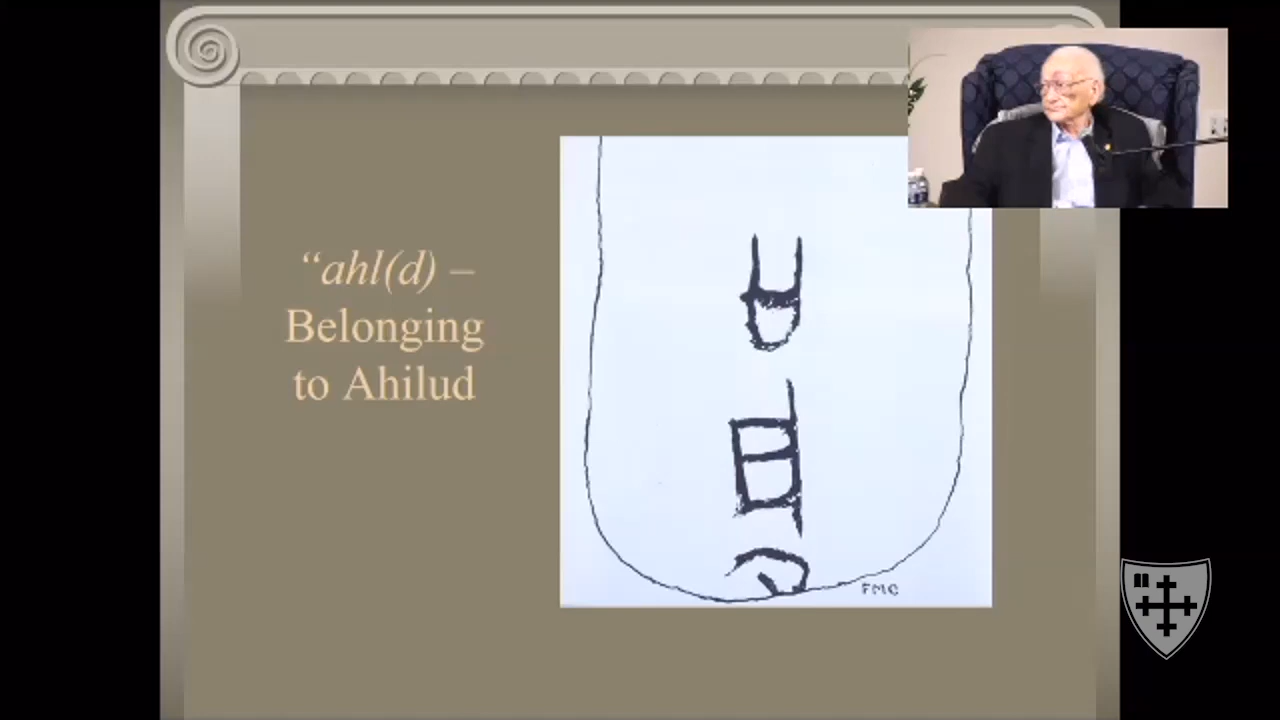 “ahl(d) –
Belonging
to Ahilud
𐤀
𐤇
𐤋
FMC